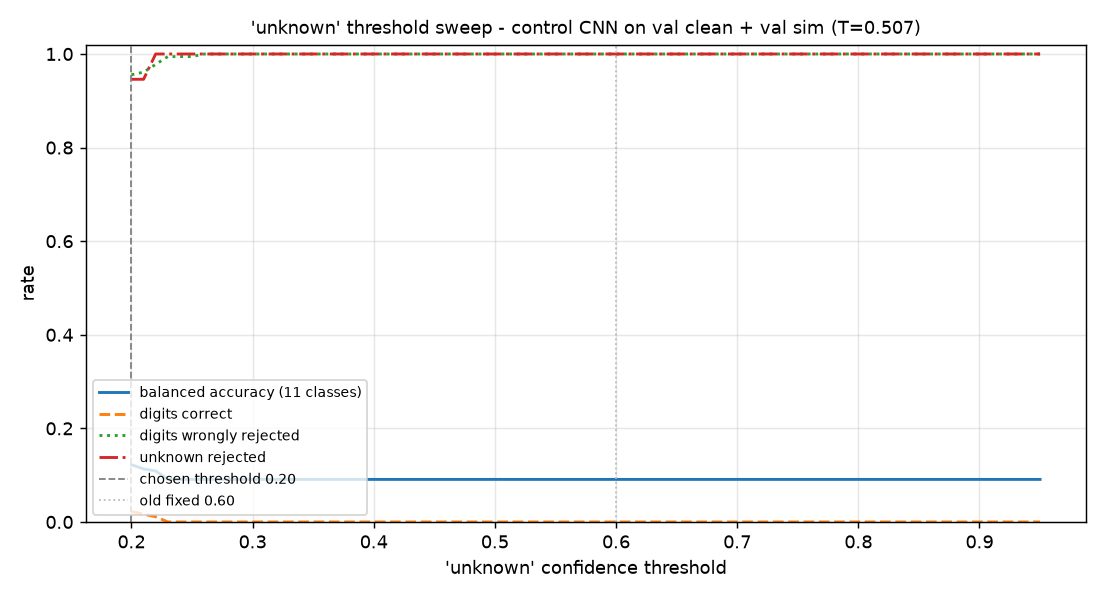 'unknown' threshold sweep - control CNN on val clean + val sim (T=0.507)
1.0
0.8
0.6
0.4
0.2
0.0
rate
balanced accuracy (11 classes)
digits correct
digits wrongly rejected
unknown rejected
chosen threshold 0.20
old fixed 0.60
0.2 0.3 0.4 0.5 0.6 0.7 0.8 0.9
'unknown' confidence threshold